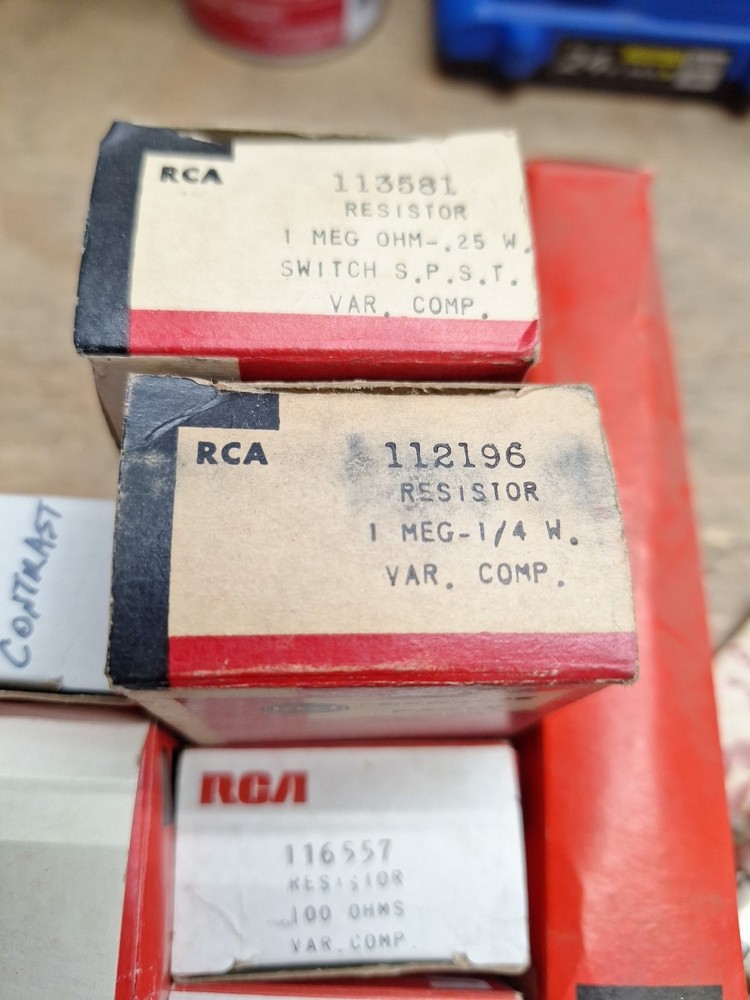 RCA
113581
RESISTOR
1 MEG OHM-.25 W.
SWITCH S.P.S.T.
VAR. COMP.
RCA
112196
RESISTOR
1 MEG-1/4 W.
VAR. COMP.
CONTRAST
RCA
116557
RESISTOR
100 OHMS
VAR.COMP.